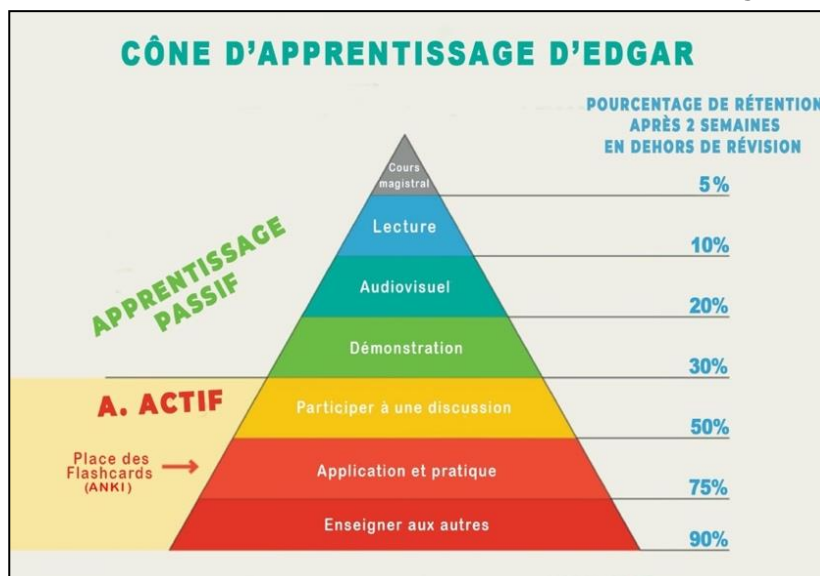 CÔNE D'APPRENTISSAGE D'EDGAR
POURCENTAGE DE RÉTENTION
APRÈS 2 SEMAINES
EN DEHORS DE RÉVISION
Cours
magistral
5%
Lecture
10%
APPRENTISSAGE
PASSIF
Audiovisuel
20%
Démonstration
30%
A. ACTIF
Participer à une discussion
50%
Place des
Flashcards
(ANKI)
Application et pratique
75%
Enseigner aux autres
90%